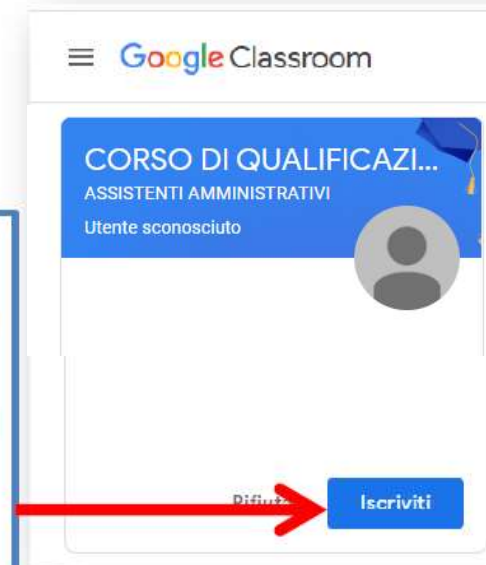 Google Classroom
CORSO DI QUALIFICAZI...
ASSISTENTI AMMINISTRATIVI
Utente sconosciuto
Iscriviti